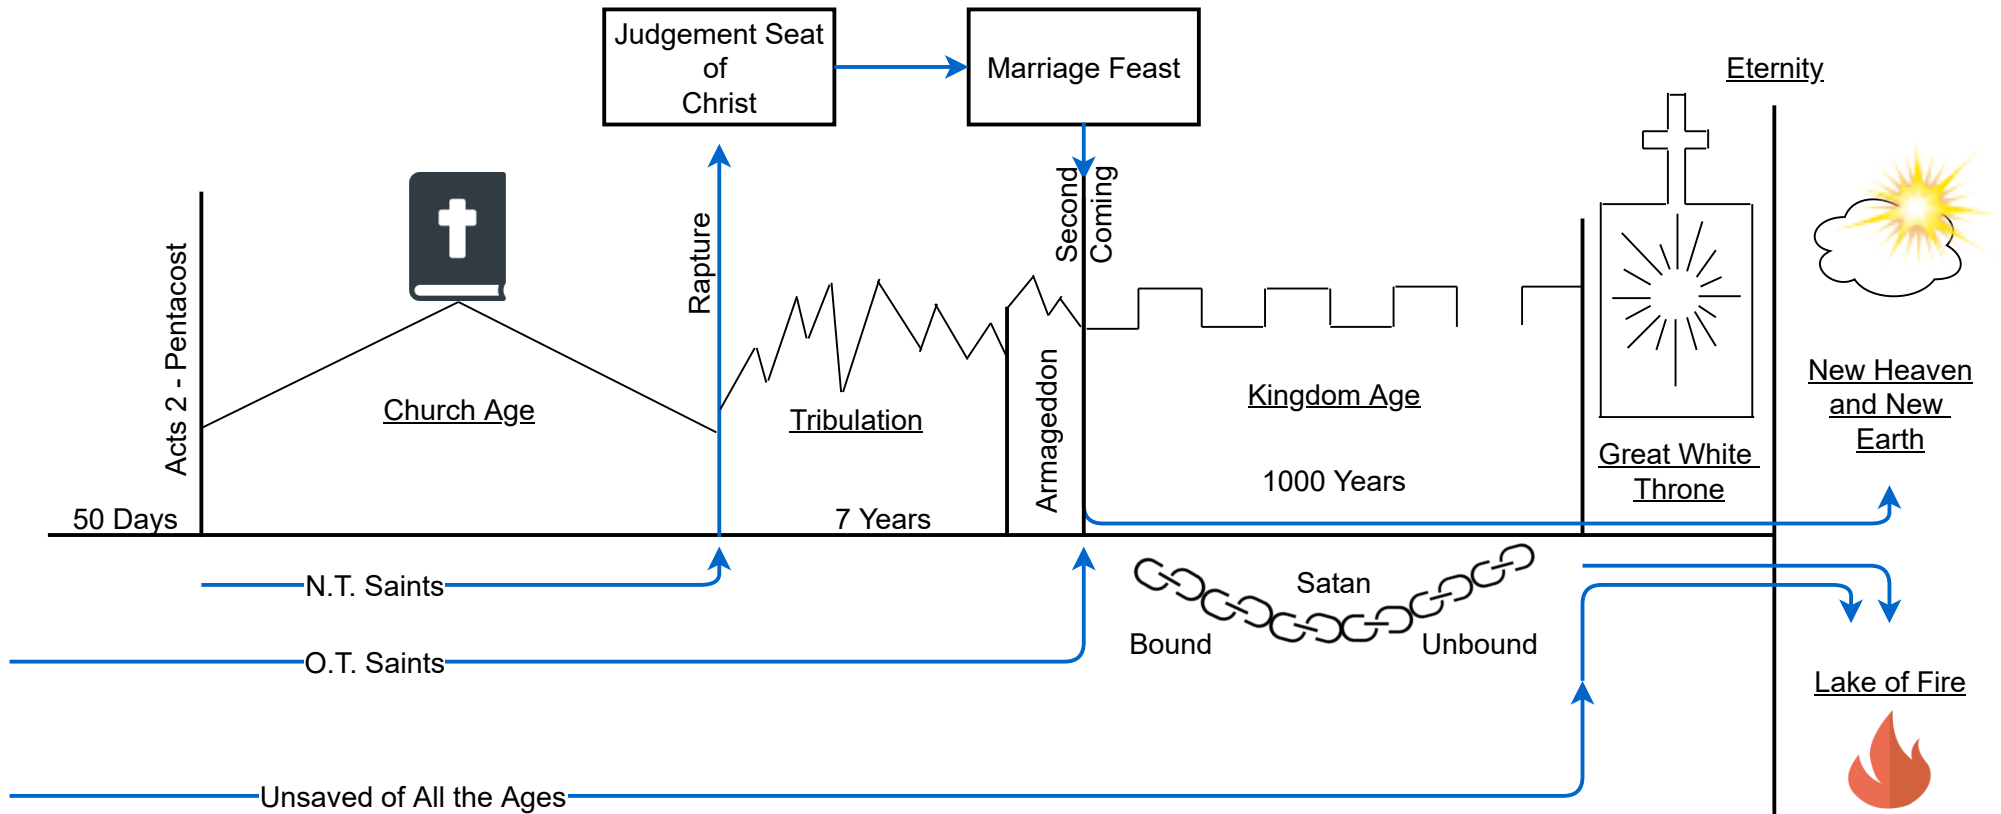 Judgement Seat
of
Christ
Marriage Feast
Eternity
Acts 2 - Pentacost
Rapture
Second
Coming
Church Age
Tribulation
Armageddon
Kingdom Age
New Heaven
and New
Earth
Great White
Throne
50 Days
7 Years
1000 Years
N.T. Saints
Satan
Bound
Unbound
O.T. Saints
Lake of Fire
Unsaved of All the Ages